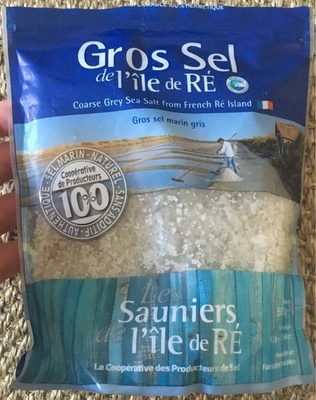 Gros Sel
de l'île de RÉ
Coarse Grey Sea Salt from French Ré Island
Gros sel marin gris
AUTHENTIQUE - SEL MARIN - NATUREL - SANS ADDITIF -
Coopérative
de Producteurs
100%
Les
Sauniers
de l'île de RÉ
La Coopérative des Producteurs de Sel